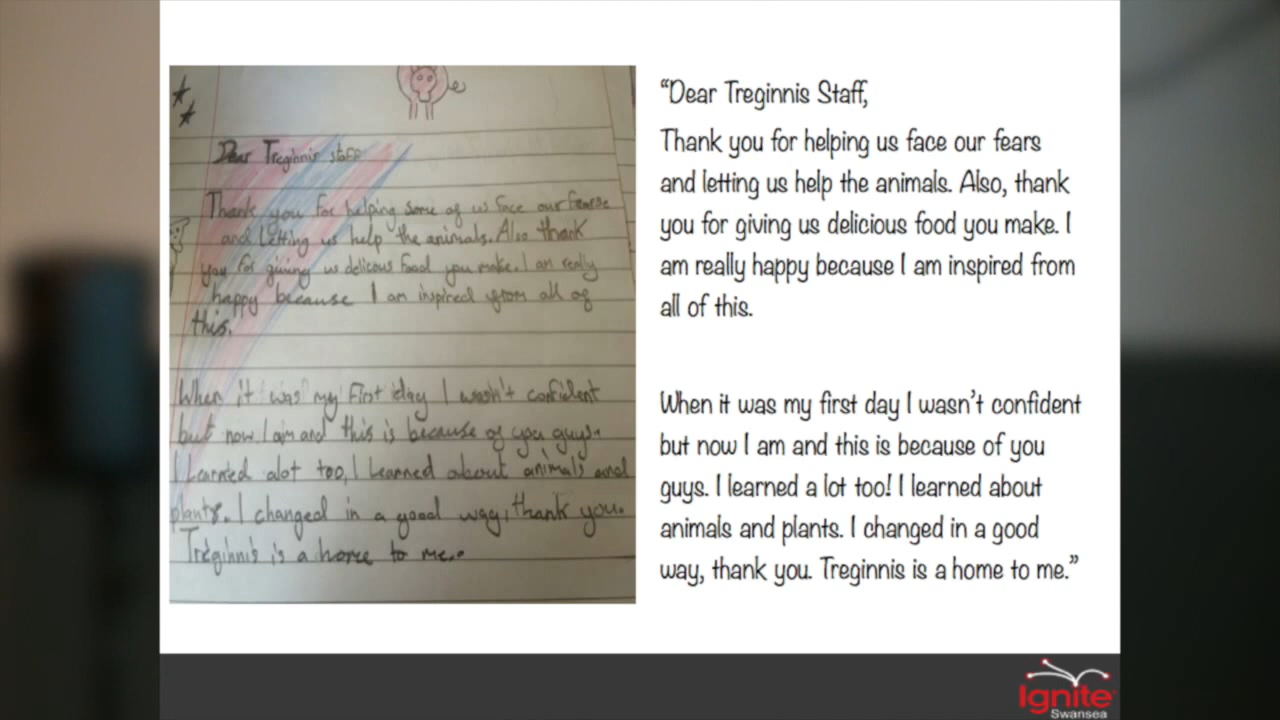 Dear Treginnis staff
Thank you for helping some of us face our fearse
and Letting us help the animals. Also thank
you for giving us delicous food you make. I am really
happy because I am inspired from all of
this.
When it was my First day I wasn't confident
but now I am and this is because of you guys.
I Learned alot too, I Learned about animals and
plants. I changed in a good way, thank you.
Treginnis is a home to me.
“Dear Treginnis Staff,
Thank you for helping us face our fears
and letting us help the animals. Also, thank
you for giving us delicious food you make. I
am really happy because I am inspired from
all of this.
When it was my first day I wasn’t confident
but now I am and this is because of you
guys. I learned a lot too! I learned about
animals and plants. I changed in a good
way, thank you. Treginnis is a home to me.”
Ignite
Swansea